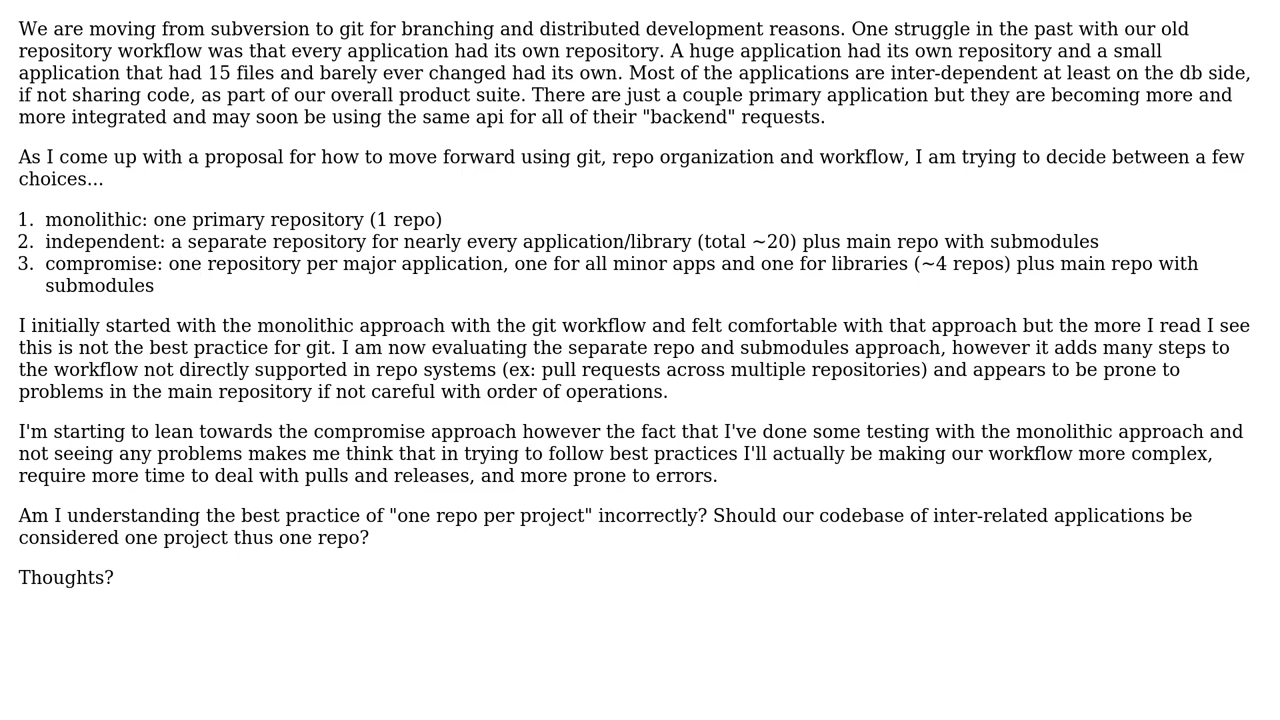 We are moving from subversion to git for branching and distributed development reasons. One struggle in the past with our old
repository workflow was that every application had its own repository. A huge application had its own repository and a small
application that had 15 files and barely ever changed had its own. Most of the applications are inter-dependent at least on the db side,
if not sharing code, as part of our overall product suite. There are just a couple primary application but they are becoming more and
more integrated and may soon be using the same api for all of their "backend" requests.
As I come up with a proposal for how to move forward using git, repo organization and workflow, I am trying to decide between a few
choices...
1. monolithic: one primary repository (1 repo)
2. independent: a separate repository for nearly every application/library (total ~20) plus main repo with submodules
3. compromise: one repository per major application, one for all minor apps and one for libraries (~4 repos) plus main repo with
submodules
I initially started with the monolithic approach with the git workflow and felt comfortable with that approach but the more I read I see
this is not the best practice for git. I am now evaluating the separate repo and submodules approach, however it adds many steps to
the workflow not directly supported in repo systems (ex: pull requests across multiple repositories) and appears to be prone to
problems in the main repository if not careful with order of operations.
I'm starting to lean towards the compromise approach however the fact that I've done some testing with the monolithic approach and
not seeing any problems makes me think that in trying to follow best practices I'll actually be making our workflow more complex,
require more time to deal with pulls and releases, and more prone to errors.
Am I understanding the best practice of "one repo per project" incorrectly? Should our codebase of inter-related applications be
considered one project thus one repo?
Thoughts?